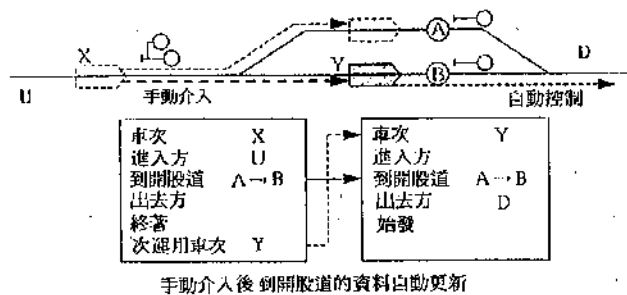 X
A
D
Y
B
U
手動介入
自動控制
車次 X
進入方 U
到開股道 A→B
出去方
終著
次運用車次 Y
車次 Y
進入方
到開股道 A→B
出去方 D
始發
手動介入後到開股道的資料自動更新